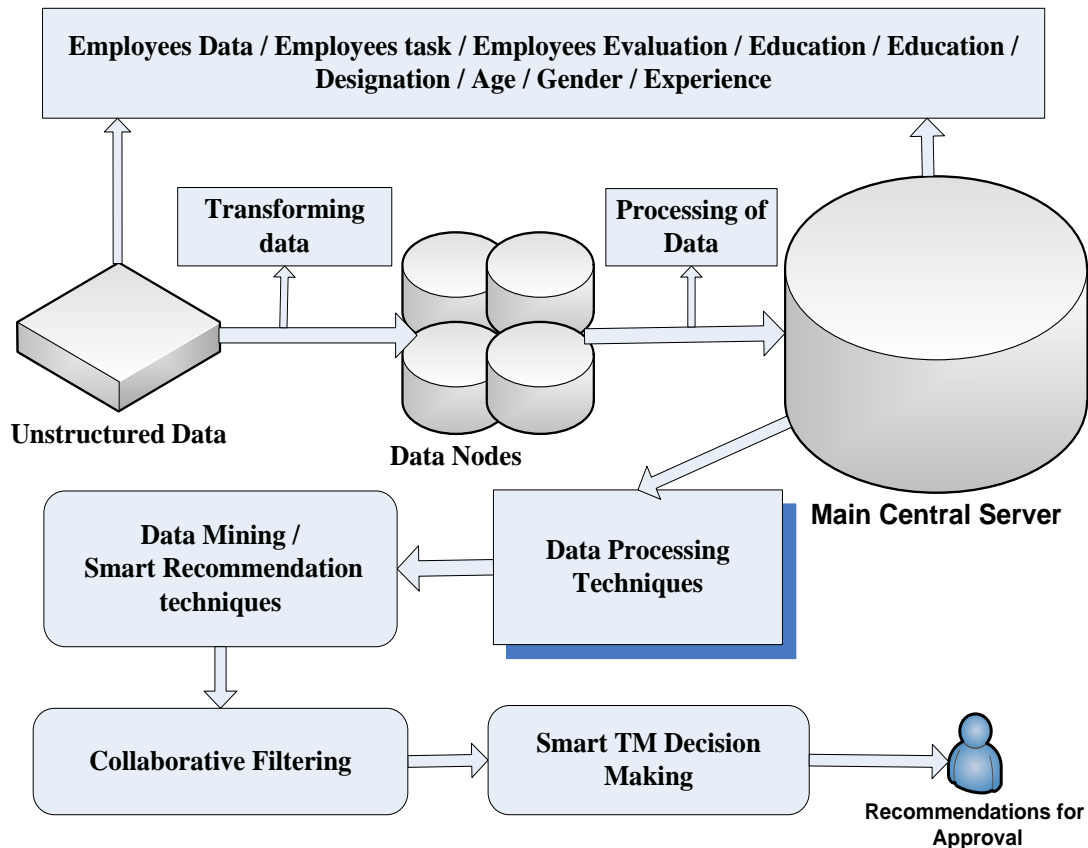 Employees Data / Employees task / Employees Evaluation / Education / Education /
Designation / Age / Gender / Experience
Transforming
data
Processing of
Data
Unstructured Data
Data Nodes
Main Central Server
Data Mining /
Smart Recommendation
techniques
Data Processing
Techniques
Collaborative Filtering
Smart TM Decision
Making
Recommendations for
Approval